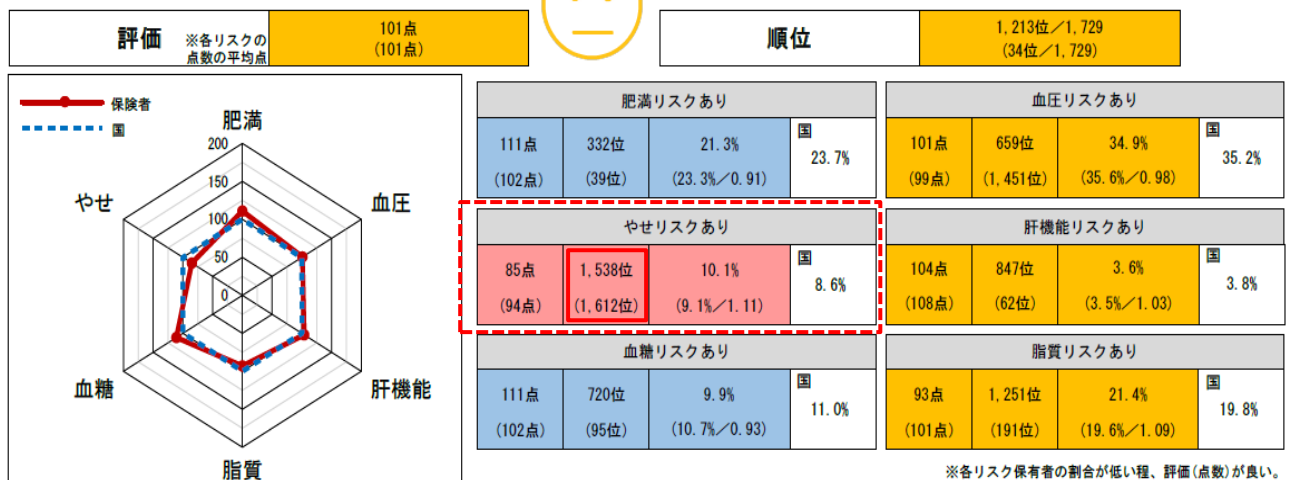 評価 ※各リスクの
点数の平均点
101点
(101点)
順位
1,213位／1,729
(34位／1,729)
保険者
国
肥満
200
150
100
50
0
やせ
血圧
血糖
肝機能
脂質
肥満リスクあり
111点 332位 21.3% 国 23.7%
(102点) (39位) (23.3%／0.91)
血圧リスクあり
101点 659位 34.9% 国 35.2%
(99点) (1,451位) (35.6%／0.98)
やせリスクあり
85点 1,538位 10.1% 国 8.6%
(94点) (1,612位) (9.1%／1.11)
肝機能リスクあり
104点 847位 3.6% 国 3.8%
(108点) (62位) (3.5%／1.03)
血糖リスクあり
111点 720位 9.9% 国 11.0%
(102点) (95位) (10.7%／0.93)
脂質リスクあり
93点 1,251位 21.4% 国 19.8%
(101点) (191位) (19.6%／1.09)
※各リスク保有者の割合が低い程、評価(点数)が良い。